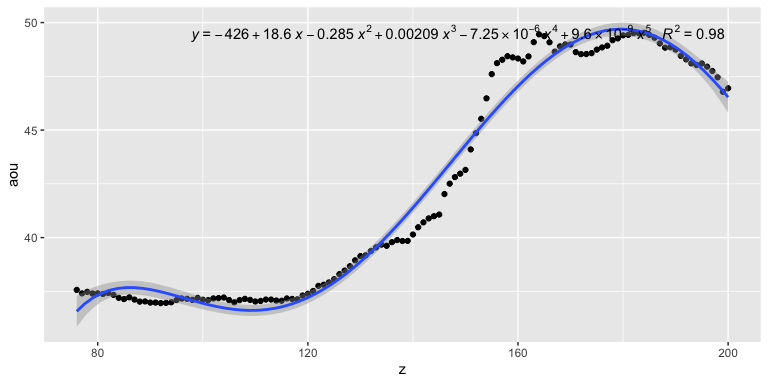 y = −426 + 18.6 x − 0.285 x² + 0.00209 x³ − 7.25 × 10⁻⁶ x⁴ + 9.6 × 10⁻⁹ x⁵ R² = 0.98
50
45
40
aou
80 120 160 200
z